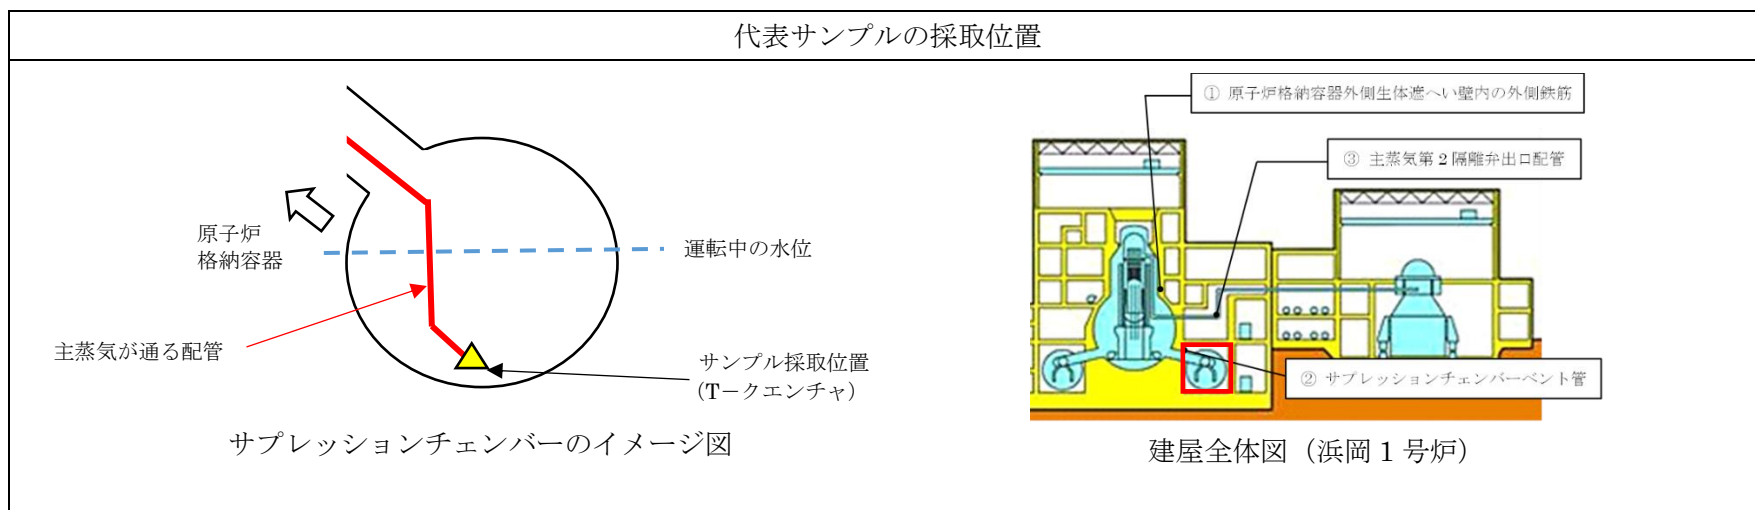 代表サンプルの採取位置
原子炉
格納容器
運転中の水位
主蒸気が通る配管
サンプル採取位置
（T－クエンチャ）
サプレッションチェンバーのイメージ図
① 原子炉格納容器外側生体遮へい壁内の外側鉄筋
③ 主蒸気第２隔離弁出口配管
② サプレッションチェンバーベント管
建屋全体図（浜岡 1 号炉）